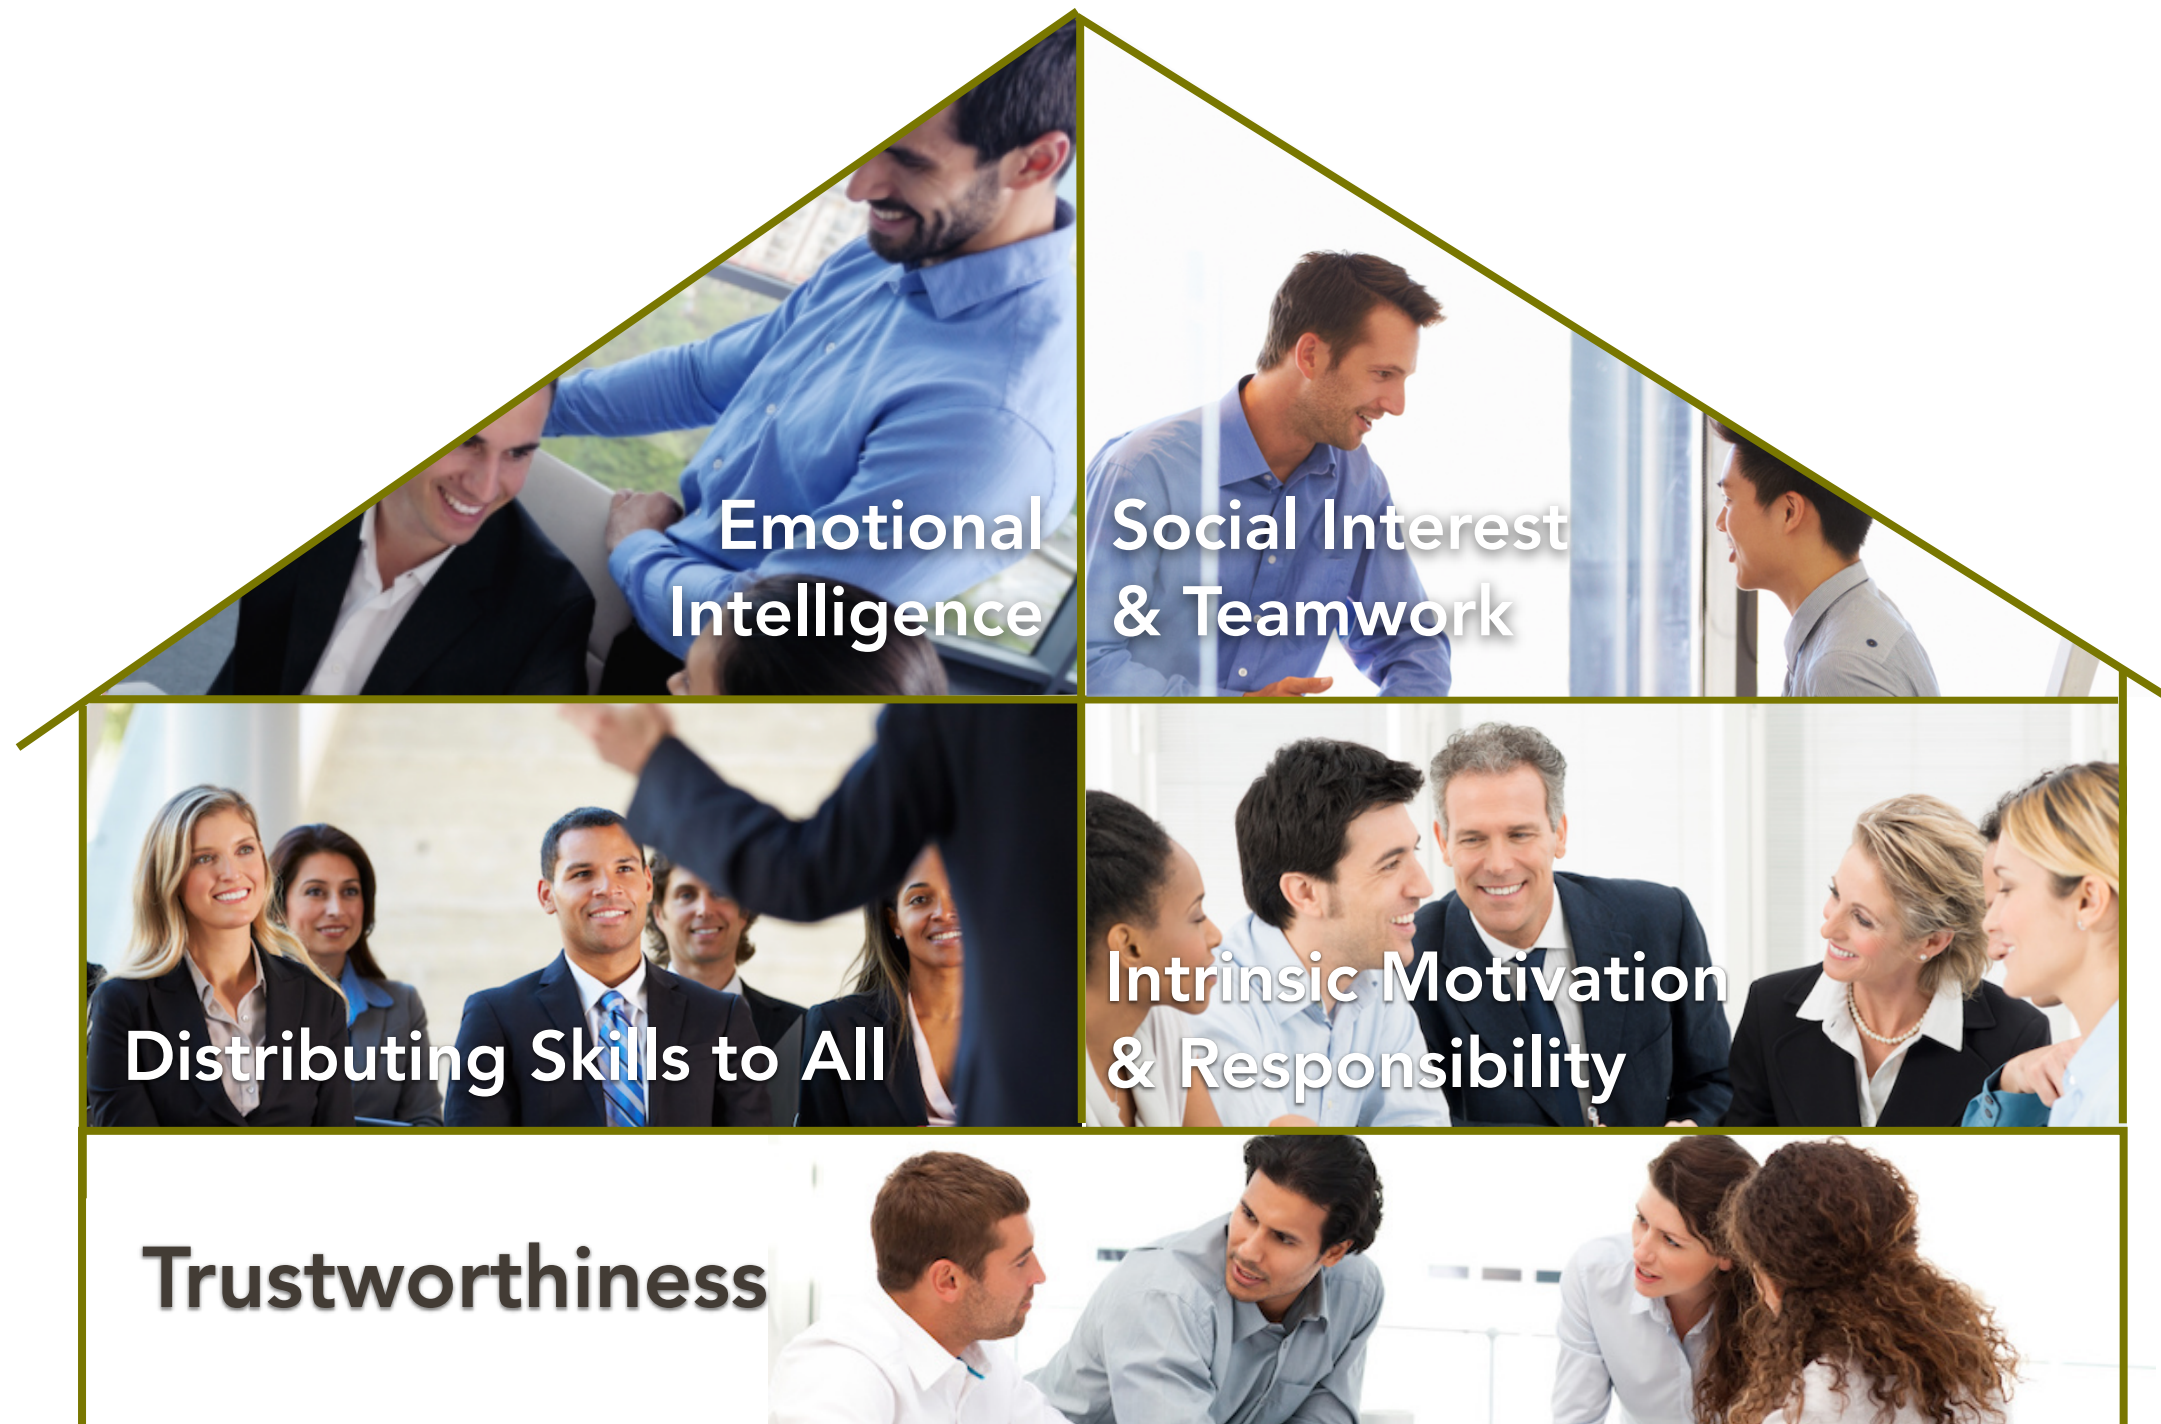 Emotional
Intelligence
Social Interest
& Teamwork
Distributing Skills to All
Intrinsic Motivation
& Responsibility
Trustworthiness